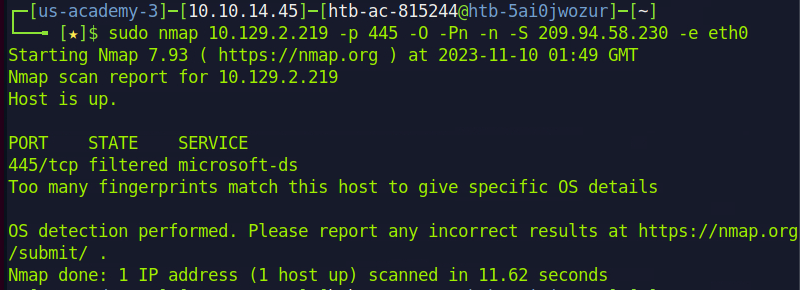 ┌─[us-academy-3]─[10.10.14.45]─[htb-ac-815244@htb-5ai0jwozur]─[~]
└──╼ [★]$ sudo nmap 10.129.2.219 -p 445 -O -Pn -n -S 209.94.58.230 -e eth0
Starting Nmap 7.93 ( https://nmap.org ) at 2023-11-10 01:49 GMT
Nmap scan report for 10.129.2.219
Host is up.

PORT    STATE    SERVICE
445/tcp filtered microsoft-ds
Too many fingerprints match this host to give specific OS details

OS detection performed. Please report any incorrect results at https://nmap.org
/submit/ .
Nmap done: 1 IP address (1 host up) scanned in 11.62 seconds